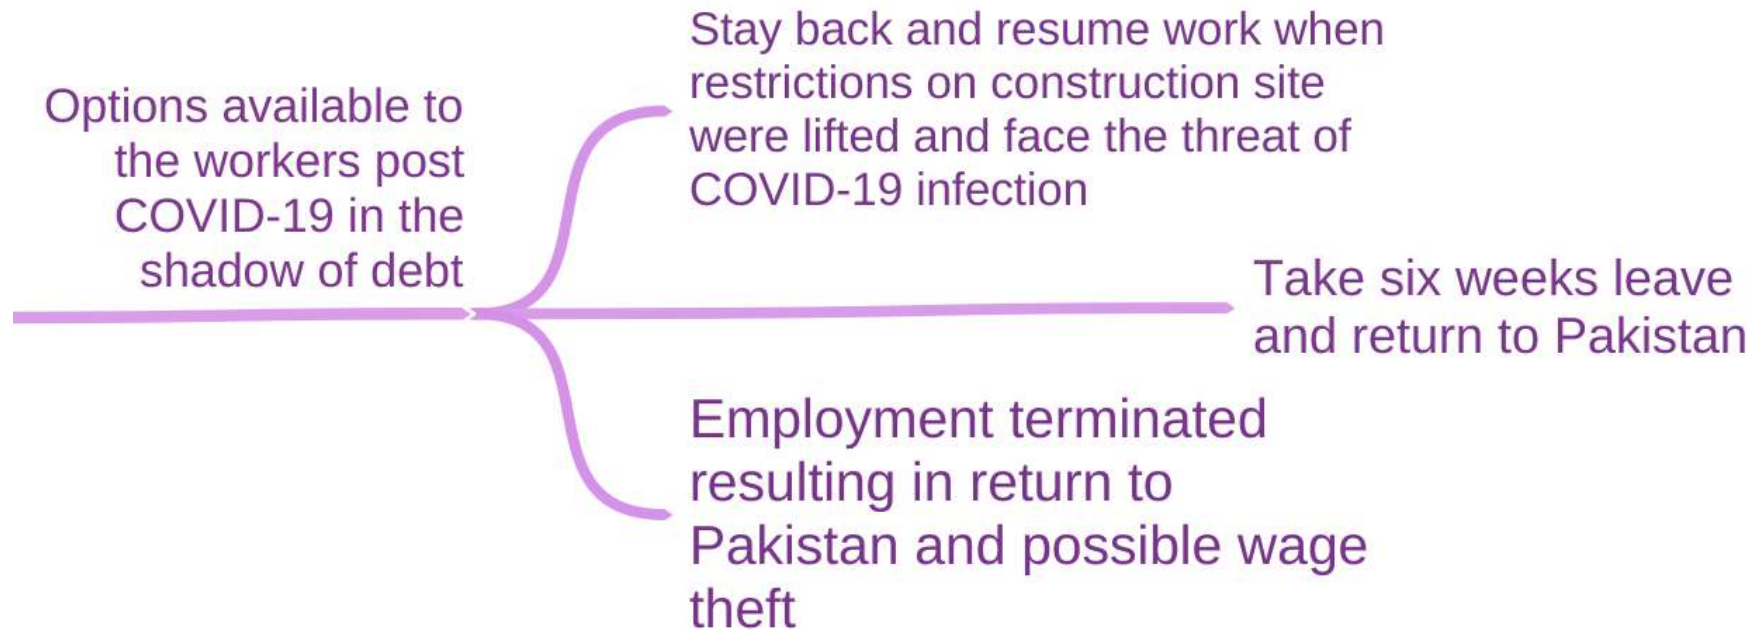 Options available to
the workers post
COVID-19 in the
shadow of debt
Stay back and resume work when
restrictions on construction site
were lifted and face the threat of
COVID-19 infection
Take six weeks leave
and return to Pakistan
Employment terminated
resulting in return to
Pakistan and possible wage
theft